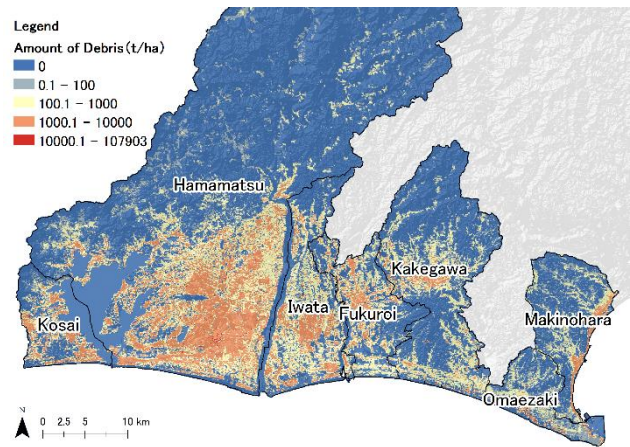 Legend
Amount of Debris(t/ha)
0
0.1 - 100
100.1 - 1000
1000.1 - 10000
10000.1 - 107903
Hamamatsu
Kakegawa
Iwata
Fukuroi
Kosai
Makinohara
Omaezaki
N
0 2.5 5 10 km